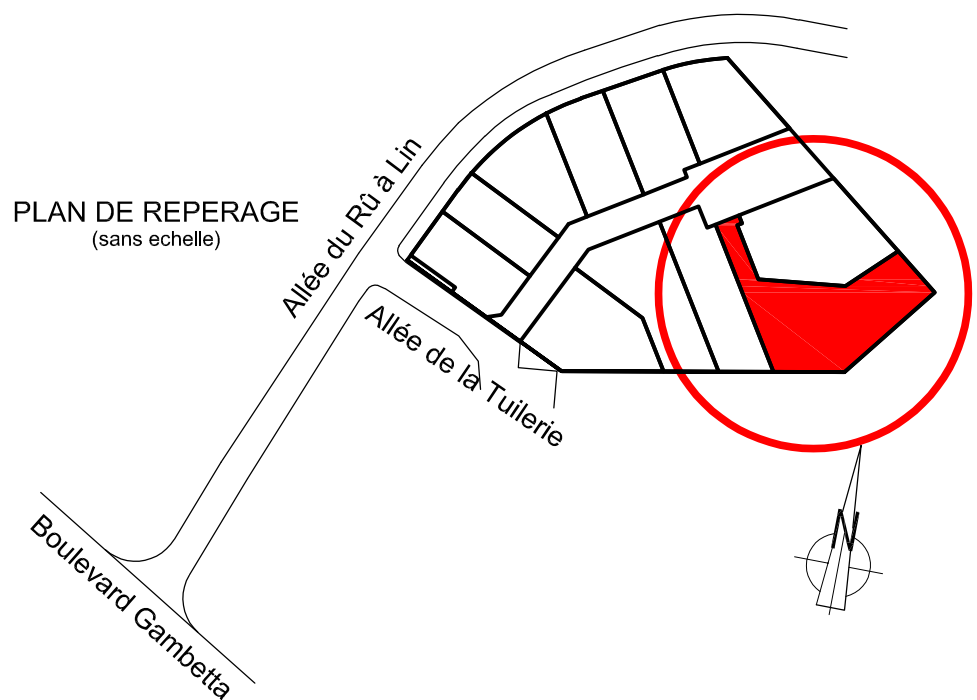 PLAN DE REPERAGE
(sans echelle)
Allée du Rû à Lin
Allée de la Tuilerie
Boulevard Gambetta
N